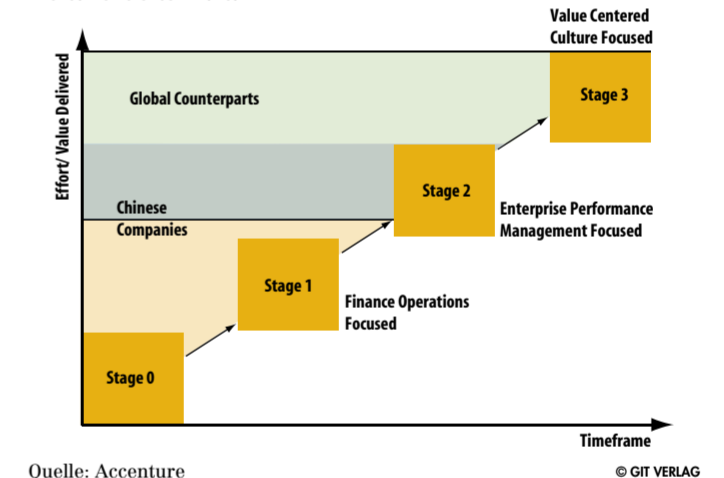 Value Centered
Culture Focused
Effort/ Value Delivered
Global Counterparts
Stage 3
Stage 2
Chinese
Companies
Enterprise Performance
Management Focused
Stage 1
Finance Operations
Focused
Stage 0
Timeframe
Quelle: Accenture
© GIT VERLAG